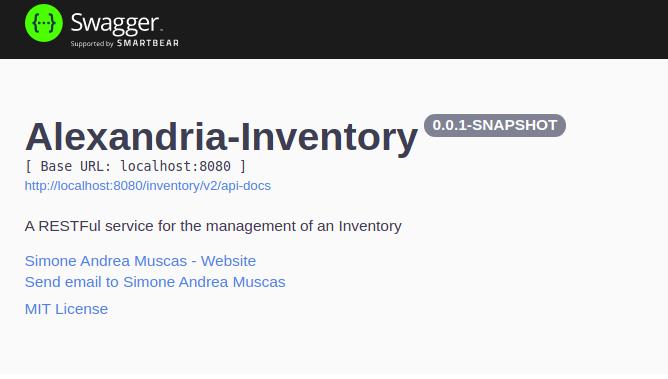 Swagger
Supported by SMARTBEAR
Alexandria-Inventory 0.0.1-SNAPSHOT
[ Base URL: localhost:8080 ]
http://localhost:8080/inventory/v2/api-docs
A RESTFul service for the management of an Inventory
Simone Andrea Muscas - Website
Send email to Simone Andrea Muscas
MIT License